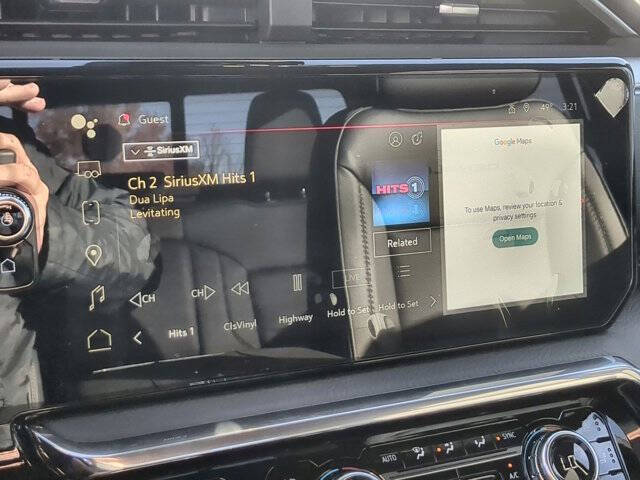 Guest
49° 3:21
SiriusXM
Google Maps
Ch 2 SiriusXM Hits 1
Dua Lipa
Levitating
HITS 1
To use Maps, review your location &
privacy settings
Open Maps
Related
CH
CH
LIVE
Hits 1
ClsVinyl
Highway
Hold to Set
Hold to Set
AUTO
SYNC
A/C